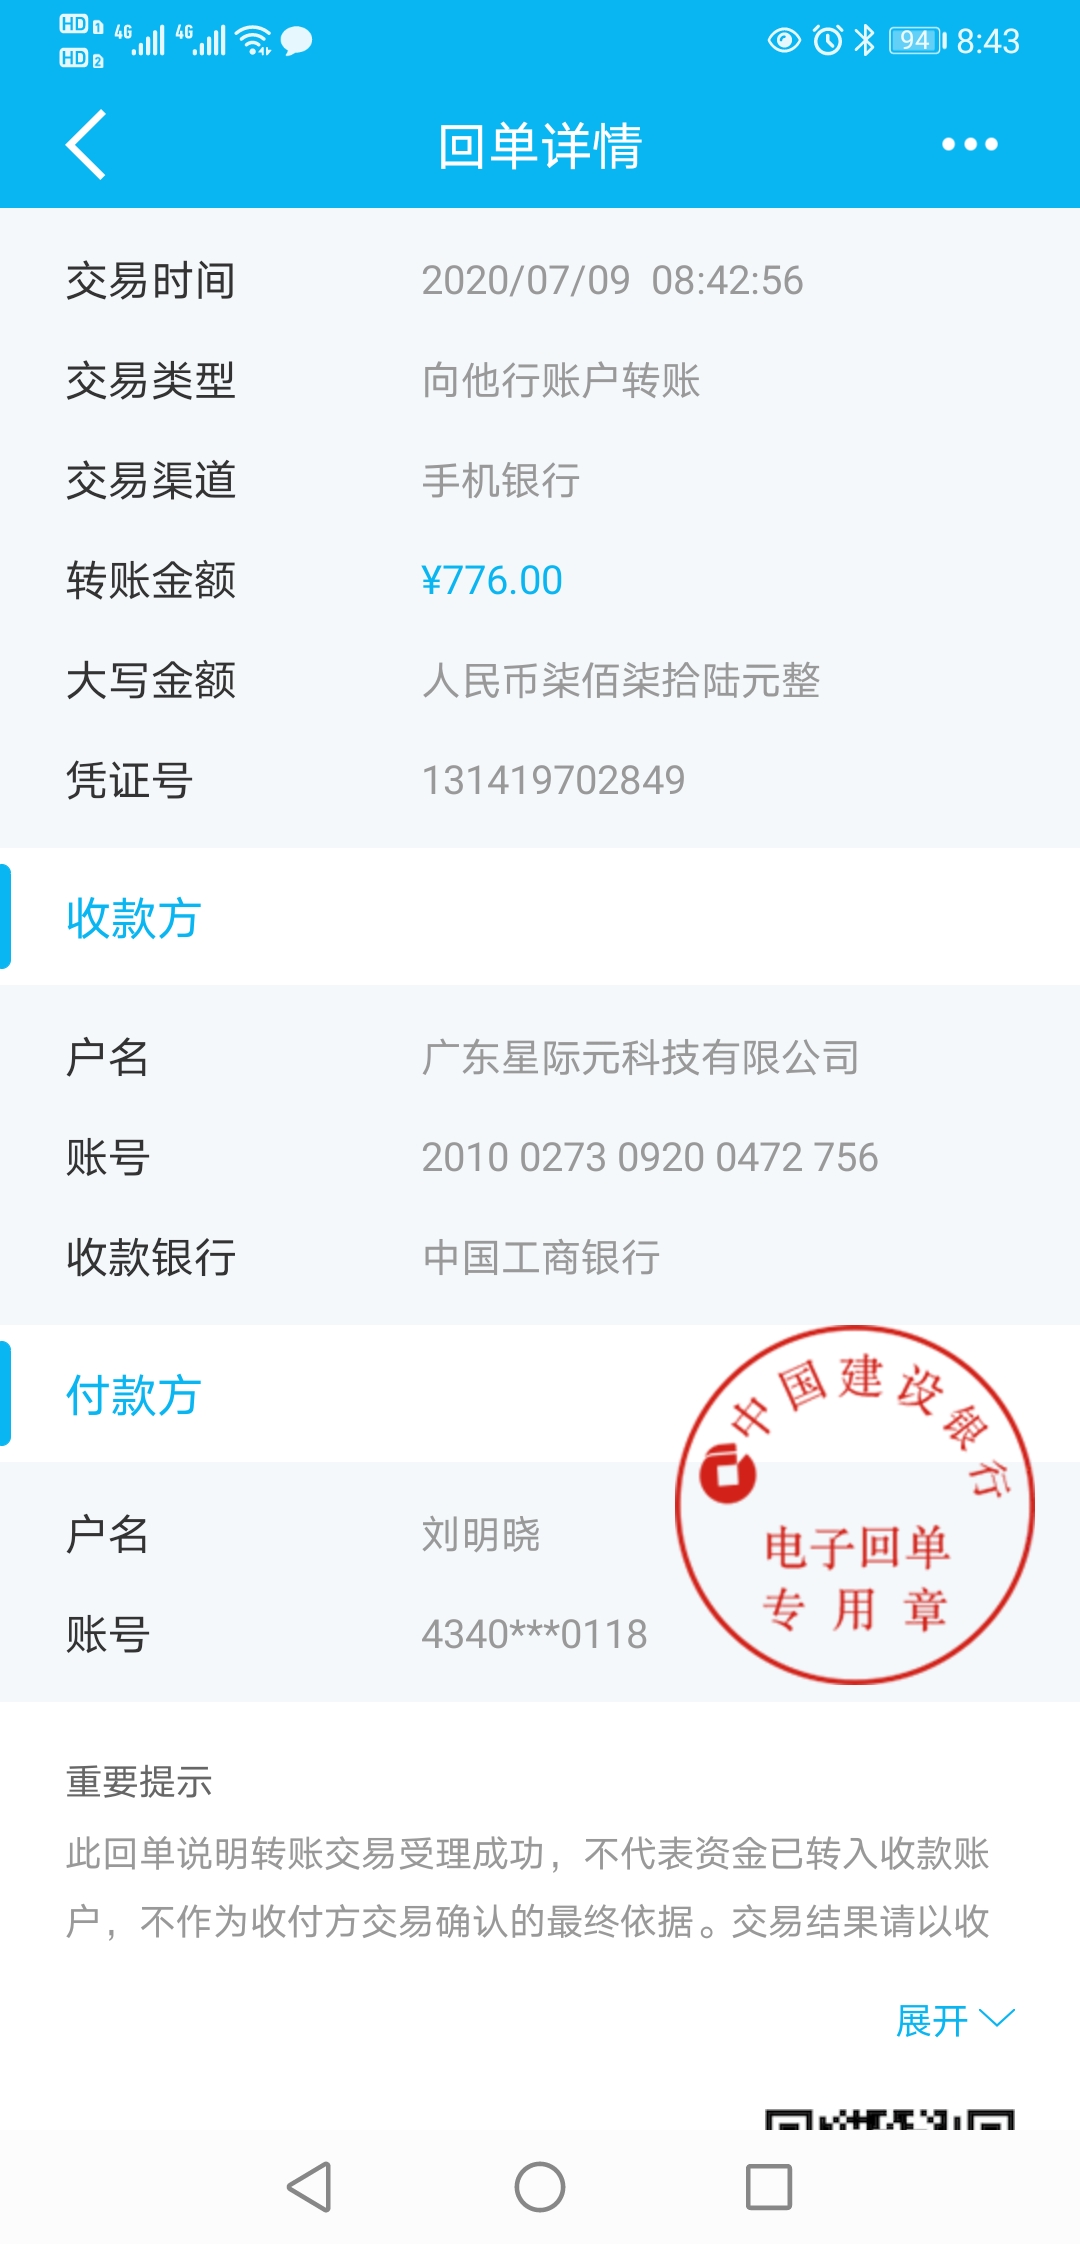 HD 1 4G 4G
HD 2
94 8:43
回单详情
交易时间 2020/07/09 08:42:56
交易类型 向他行账户转账
交易渠道 手机银行
转账金额 ¥776.00
大写金额 人民币柒佰柒拾陆元整
凭证号 131419702849
收款方
户名 广东星际元科技有限公司
账号 2010 0273 0920 0472 756
收款银行 中国工商银行
付款方
中国建设银行
电子回单
专用章
户名 刘明晓
账号 4340***0118
重要提示
此回单说明转账交易受理成功，不代表资金已转入收款账
户，不作为收付方交易确认的最终依据。交易结果请以收
展开